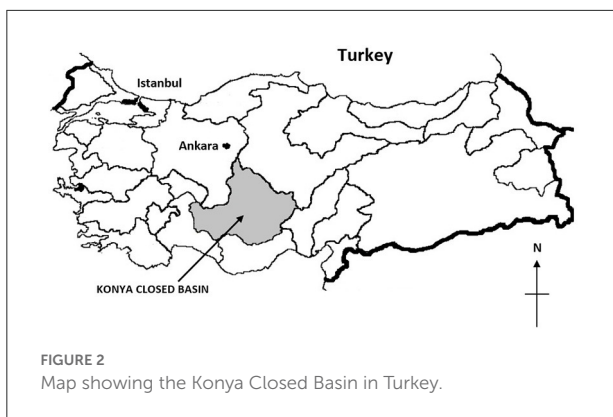 Turkey
Istanbul
Ankara
KONYA CLOSED BASIN
N
FIGURE 2
Map showing the Konya Closed Basin in Turkey.